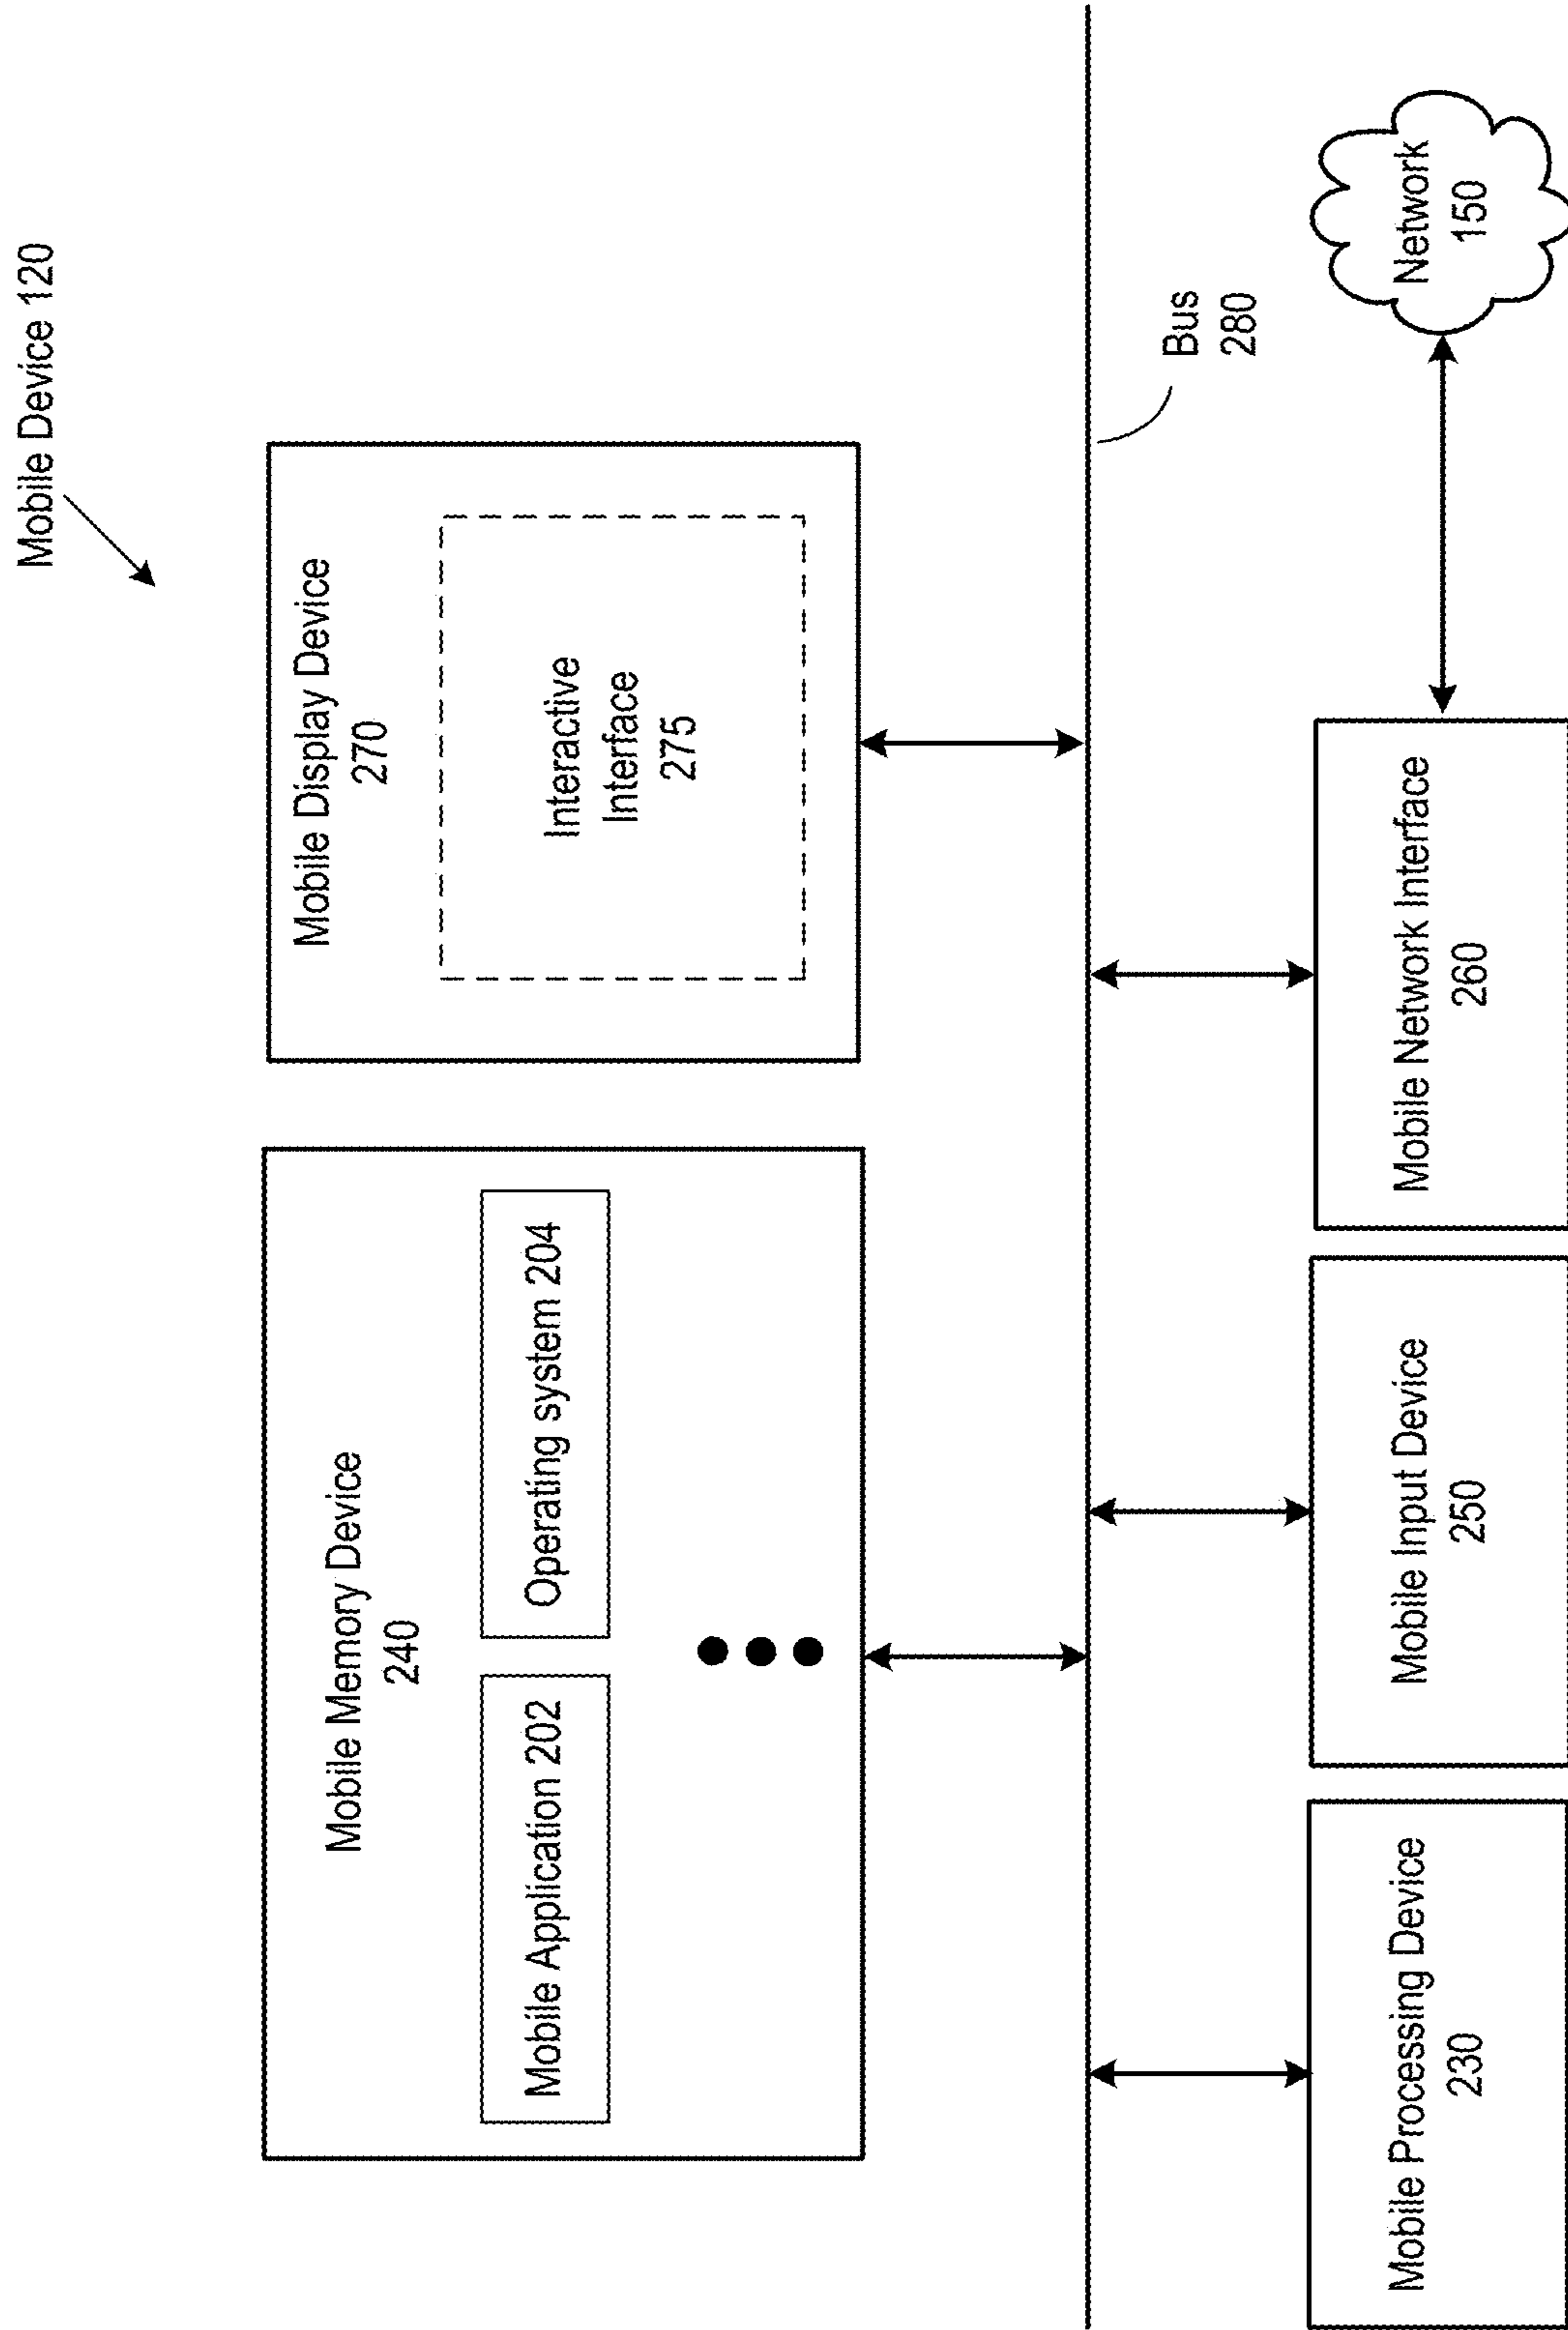 Mobile Device 120
Mobile Memory Device
240
Mobile Application 202
Operating system 204
Mobile Display Device
270
Interactive
Interface
275
Bus
280
Mobile Processing Device
230
Mobile Input Device
250
Mobile Network Interface
260
Network
150